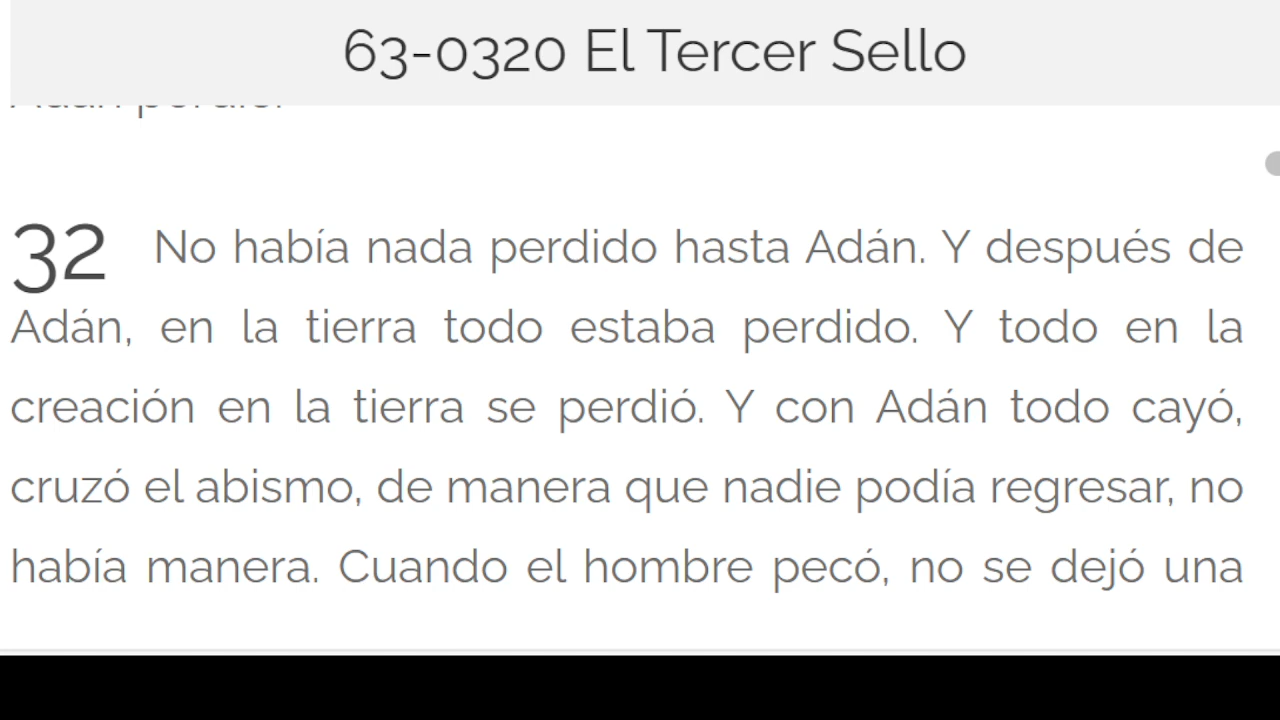 63-0320 El Tercer Sello
32 No había nada perdido hasta Adán. Y después de
Adán, en la tierra todo estaba perdido. Y todo en la
creación en la tierra se perdió. Y con Adán todo cayó,
cruzó el abismo, de manera que nadie podía regresar, no
había manera. Cuando el hombre pecó, no se dejó una